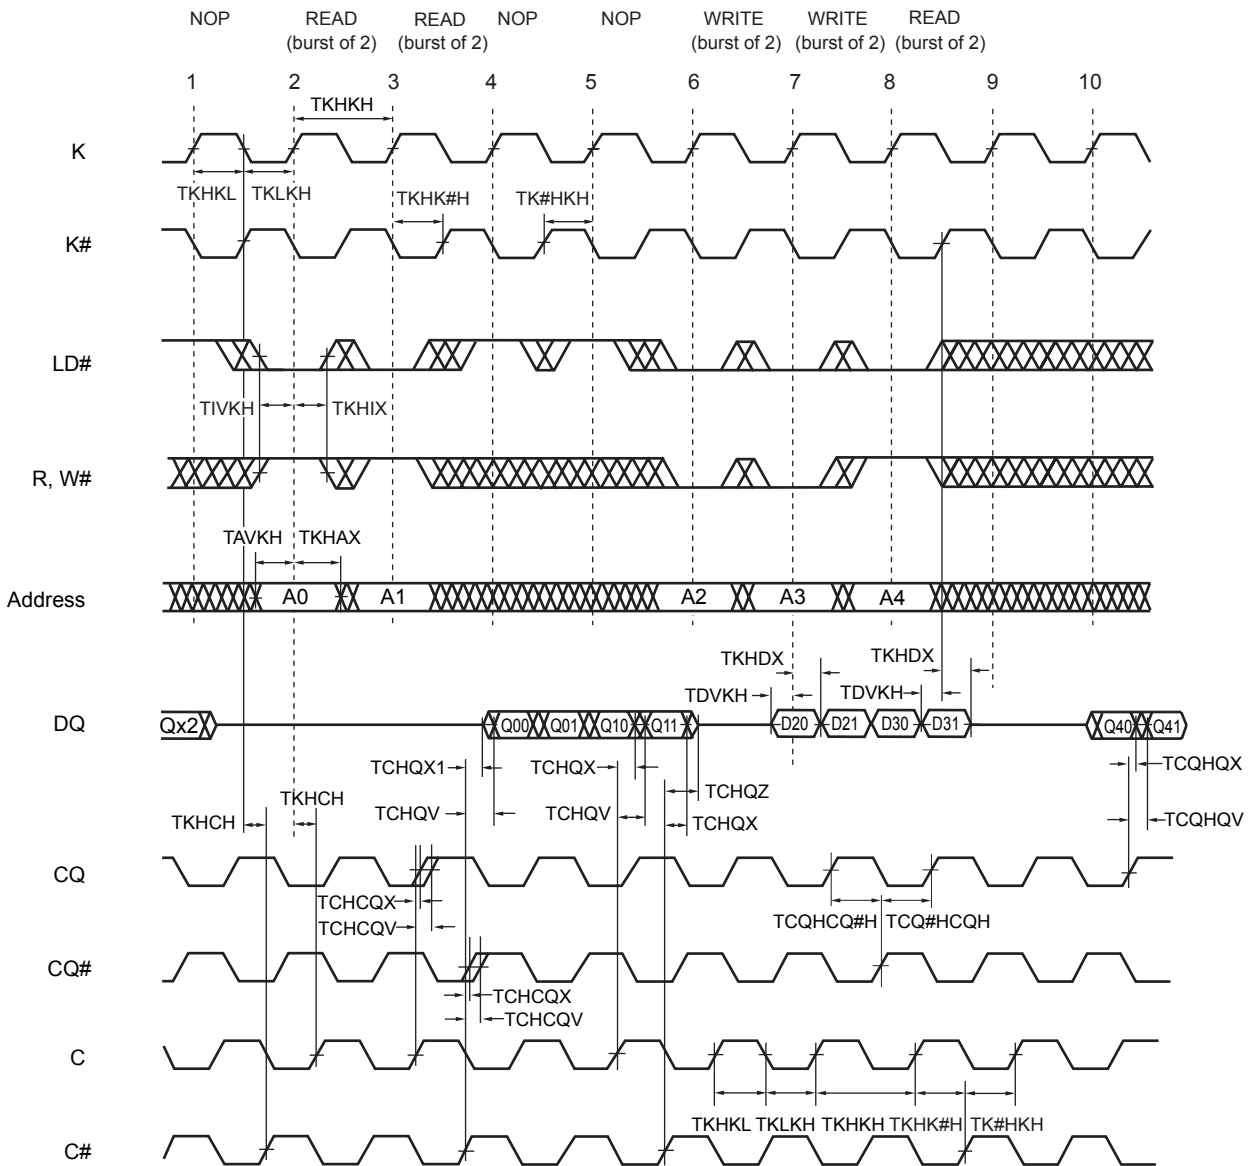 NOP READ READ NOP NOP WRITE WRITE READ
(burst of 2) (burst of 2) (burst of 2) (burst of 2) (burst of 2)
1 2 3 4 5 6 7 8 9 10
TKHKH
K
TKHKL TKLKH TKHK#H TK#HKH
K#
LD#
TIVKH TKHIX
R, W#
TAVKH TKHAX
Address A0 A1 A2 A3 A4
TKHDX TKHDX
TDVKH TDVKH
DQ Qx2 Q00 Q01 Q10 Q11 D20 D21 D30 D31 Q40 Q41
TCHQX1 TCHQX TCQHQX
TKHCH TCHQZ
TKHCH TCHQV TCHQV TCHQX TCQHQV
CQ
TCHCQX
TCHCQV TCQHCQ#H TCQ#HCQH
CQ#
TCHCQX
TCHCQV
C
TKHKL TKLKH TKHKH TKHK#H TK#HKH
C#